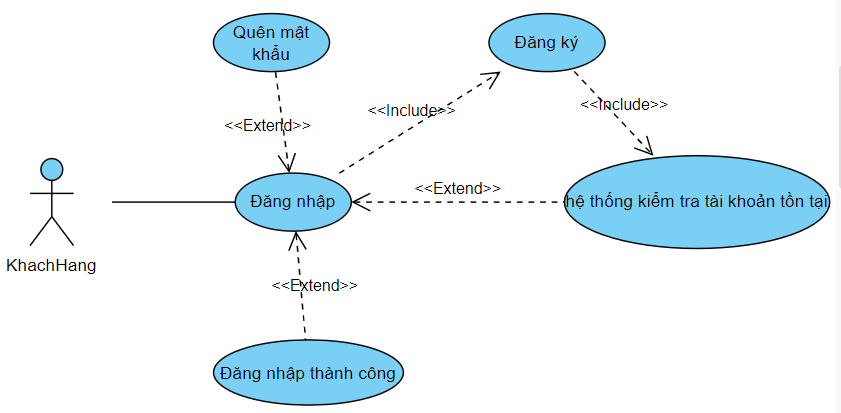 Quên mật
khẩu
Đăng ký
<<Include>>
<<Include>>
<<Extend>>
<<Extend>>
Đăng nhập
hệ thống kiểm tra tài khoản tồn tại
KhachHang
<<Extend>>
Đăng nhập thành công